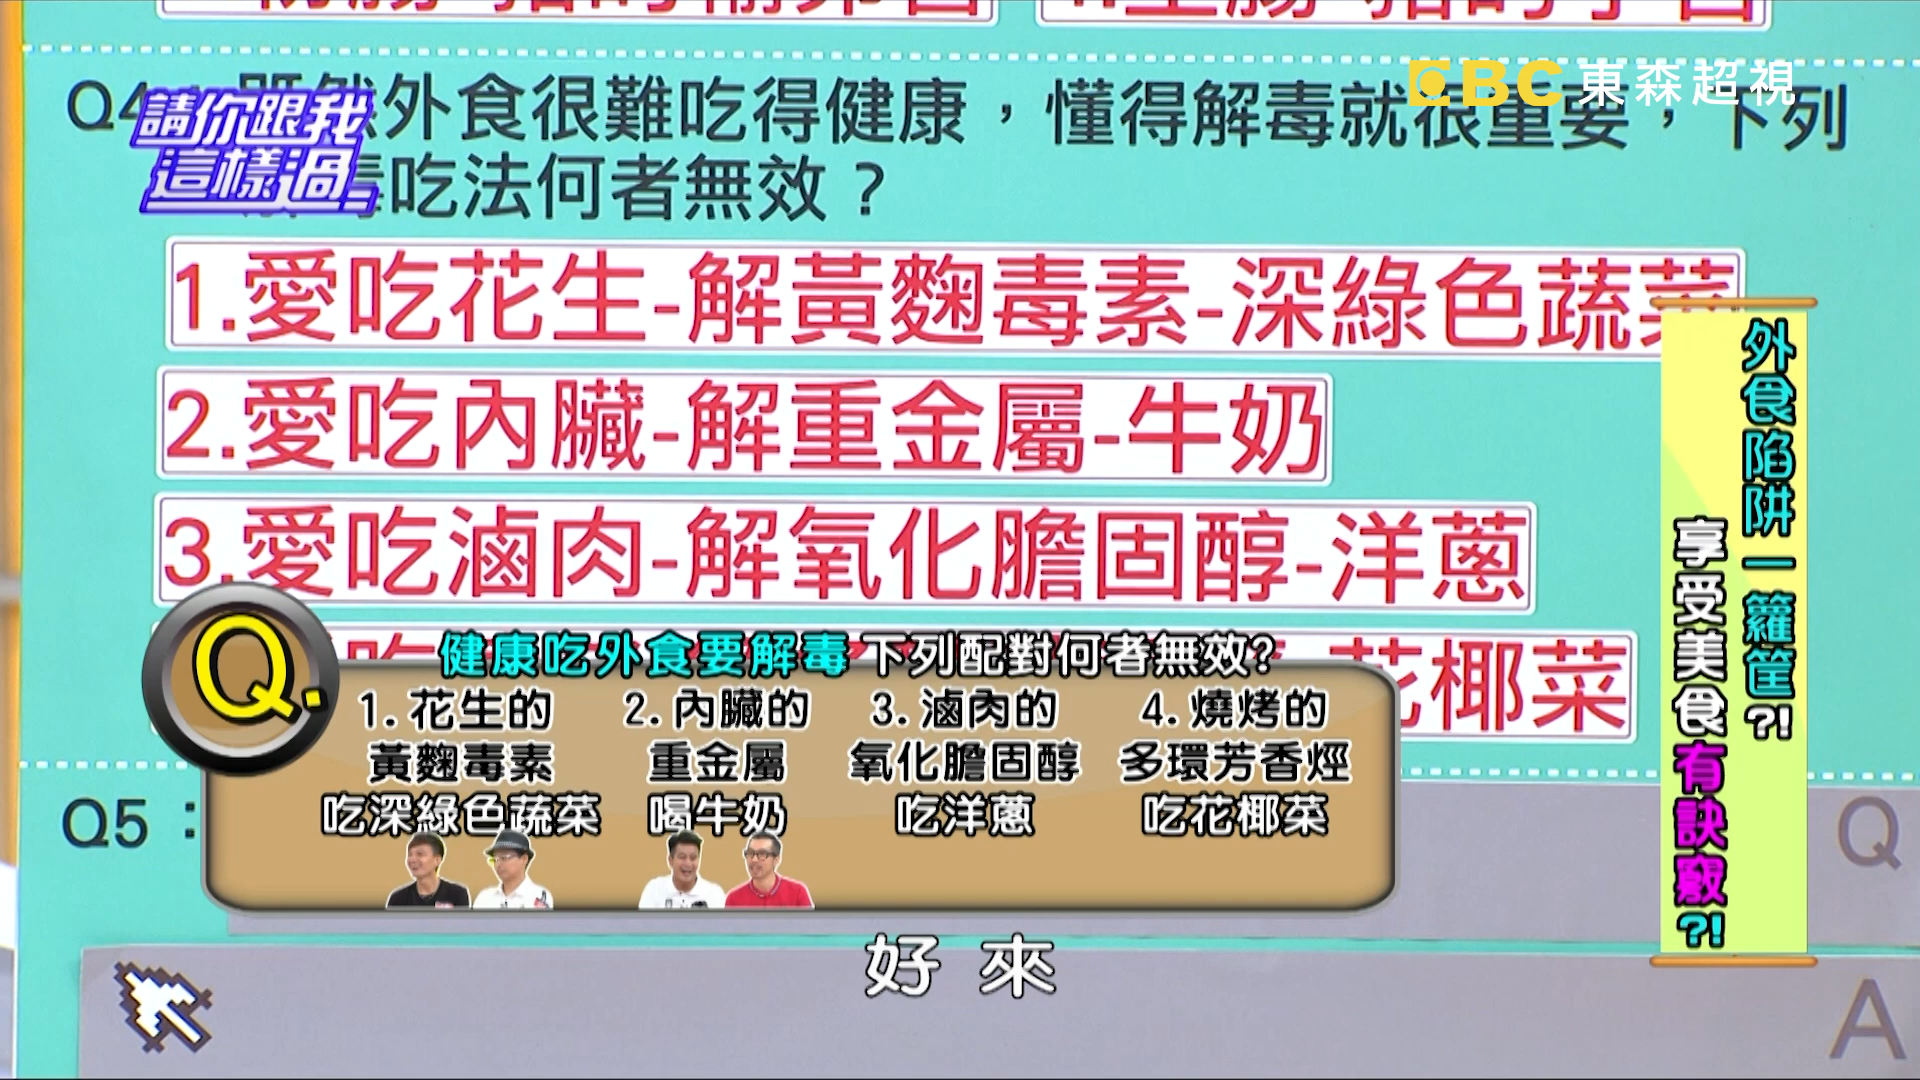 EBC 東森超視
請你跟我
這樣過
Q4 然外食很難吃得健康，懂得解毒就很重要，下列
毒吃法何者無效？
1.愛吃花生-解黃麴毒素-深綠色蔬菜
2.愛吃內臟-解重金屬-牛奶
3.愛吃滷肉-解氧化膽固醇-洋蔥
花椰菜
外食陷阱一籮筐?!
享受美食有訣竅?!
Q.
健康吃外食要解毒 下列配對何者無效?
1.花生的
黃麴毒素
吃深綠色蔬菜
2.內臟的
重金屬
喝牛奶
3.滷肉的
氧化膽固醇
吃洋蔥
4.燒烤的
多環芳香烴
吃花椰菜
Q5：
Q
A
好 來